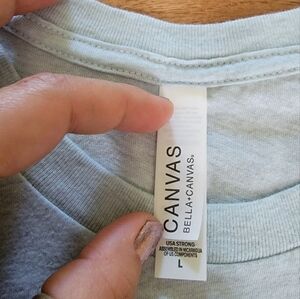 CANVAS
BELLA+CANVAS®
USA STRONG
ASSEMBLED IN NICARAGUA
OF US COMPONENTS
L